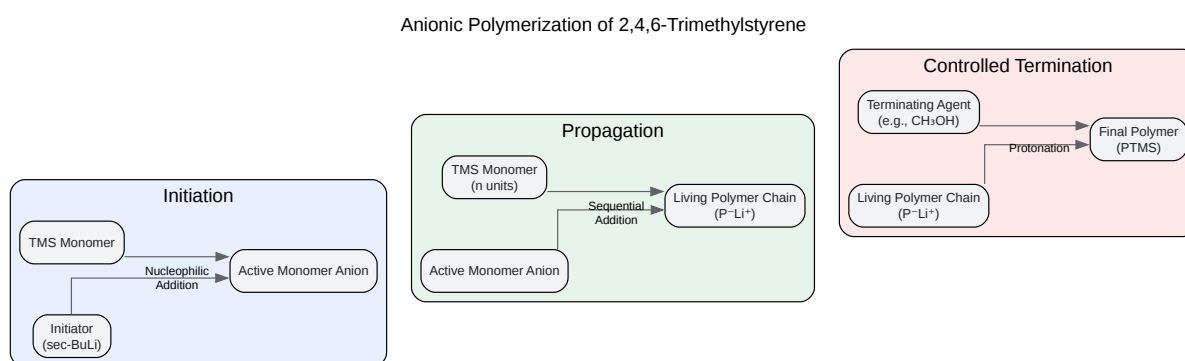 Anionic Polymerization of 2,4,6-Trimethylstyrene
Initiation
TMS Monomer
Nucleophilic
Addition
Active Monomer Anion
Initiator
(sec-BuLi)
Propagation
TMS Monomer
(n units)
Sequential
Addition
Living Polymer Chain
(P⁻Li⁺)
Active Monomer Anion
Controlled Termination
Terminating Agent
(e.g., CH₃OH)
Protonation
Final Polymer
(PTMS)
Living Polymer Chain
(P⁻Li⁺)